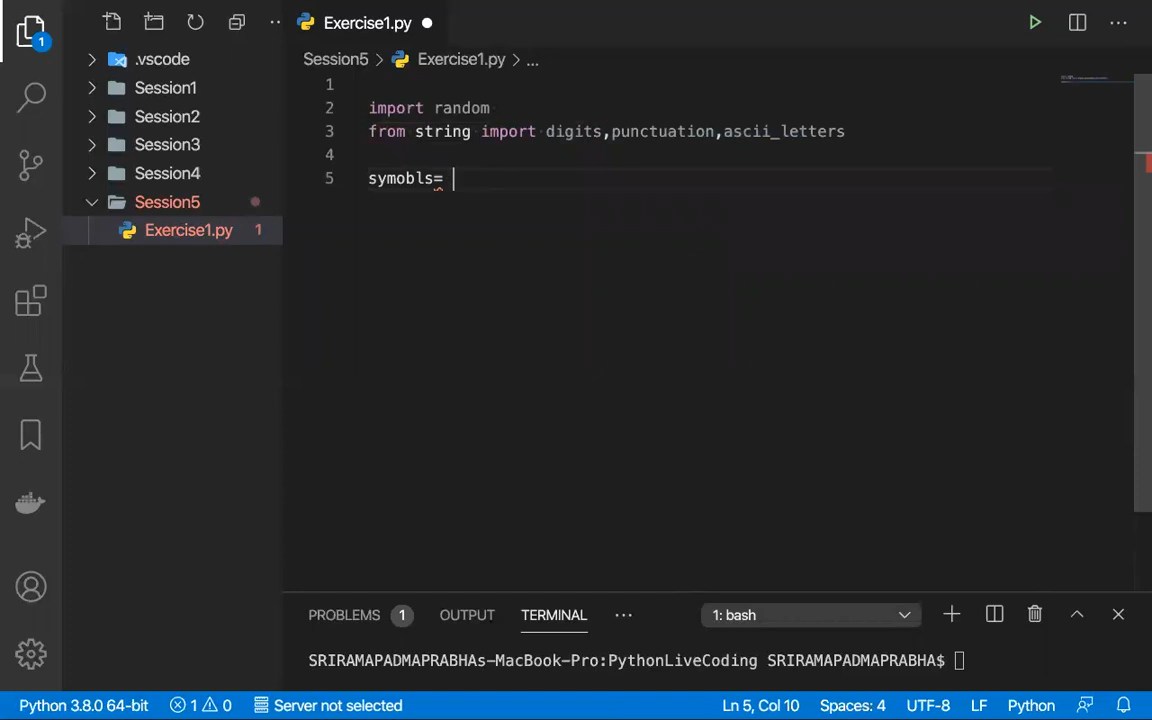 1
Exercise1.py
Session5 > Exercise1.py > ...
.vscode
Session1
Session2
Session3
Session4
Session5
Exercise1.py 1
1
2 import random
3 from string import digits,punctuation,ascii_letters
4
5 symobls=
PROBLEMS 1 OUTPUT TERMINAL ... 1: bash
SRIRAMAPADMAPRABHAs-MacBook-Pro:PythonLiveCoding SRIRAMAPADMAPRABHA$
Python 3.8.0 64-bit 1 0 Server not selected Ln 5, Col 10 Spaces: 4 UTF-8 LF Python